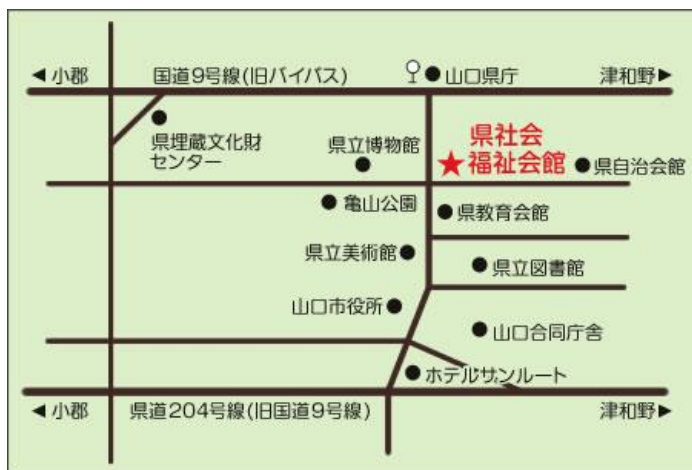 ◀小郡
国道9号線(旧バイパス)
●山口県庁
津和野▶
県埋蔵文化財
センター
県立博物館
県社会
★福祉会館
●県自治会館
●亀山公園
●県教育会館
県立美術館●
●県立図書館
山口市役所●
●山口合同庁舎
●ホテルサンルート
◀小郡
県道204号線(旧国道9号線)
津和野▶